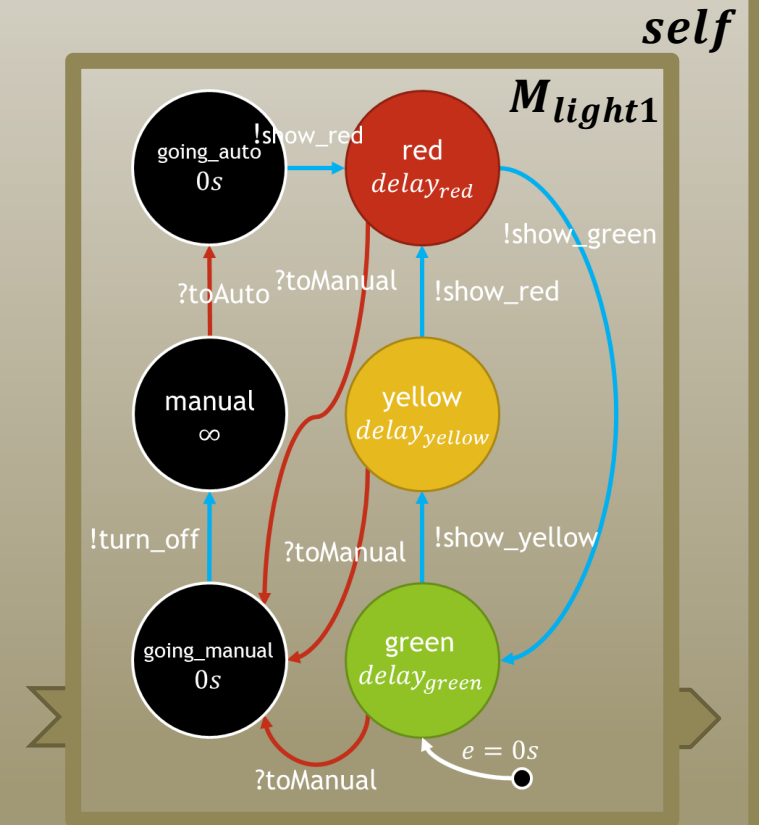 self
M_light1
!show_red
going_auto
0s
red
delay_red
!show_green
?toAuto
?toManual
!show_red
manual
∞
yellow
delay_yellow
!turn_off
?toManual
!show_yellow
going_manual
0s
green
delay_green
e = 0s
?toManual